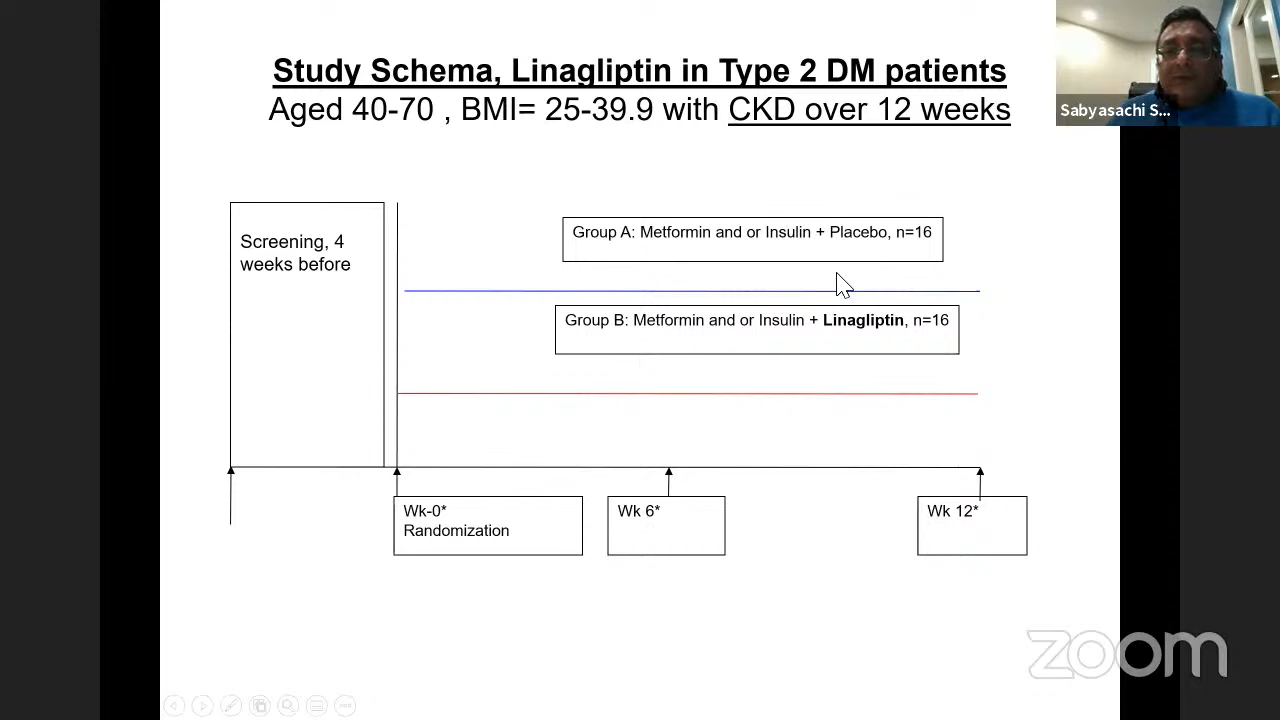 Study Schema, Linagliptin in Type 2 DM patients
Aged 40-70 , BMI= 25-39.9 with CKD over 12 weeks
Sabyasachi S...
Screening, 4
weeks before
Group A: Metformin and or Insulin + Placebo, n=16
Group B: Metformin and or Insulin + Linagliptin, n=16
Wk-0*
Randomization
Wk 6*
Wk 12*
zoom